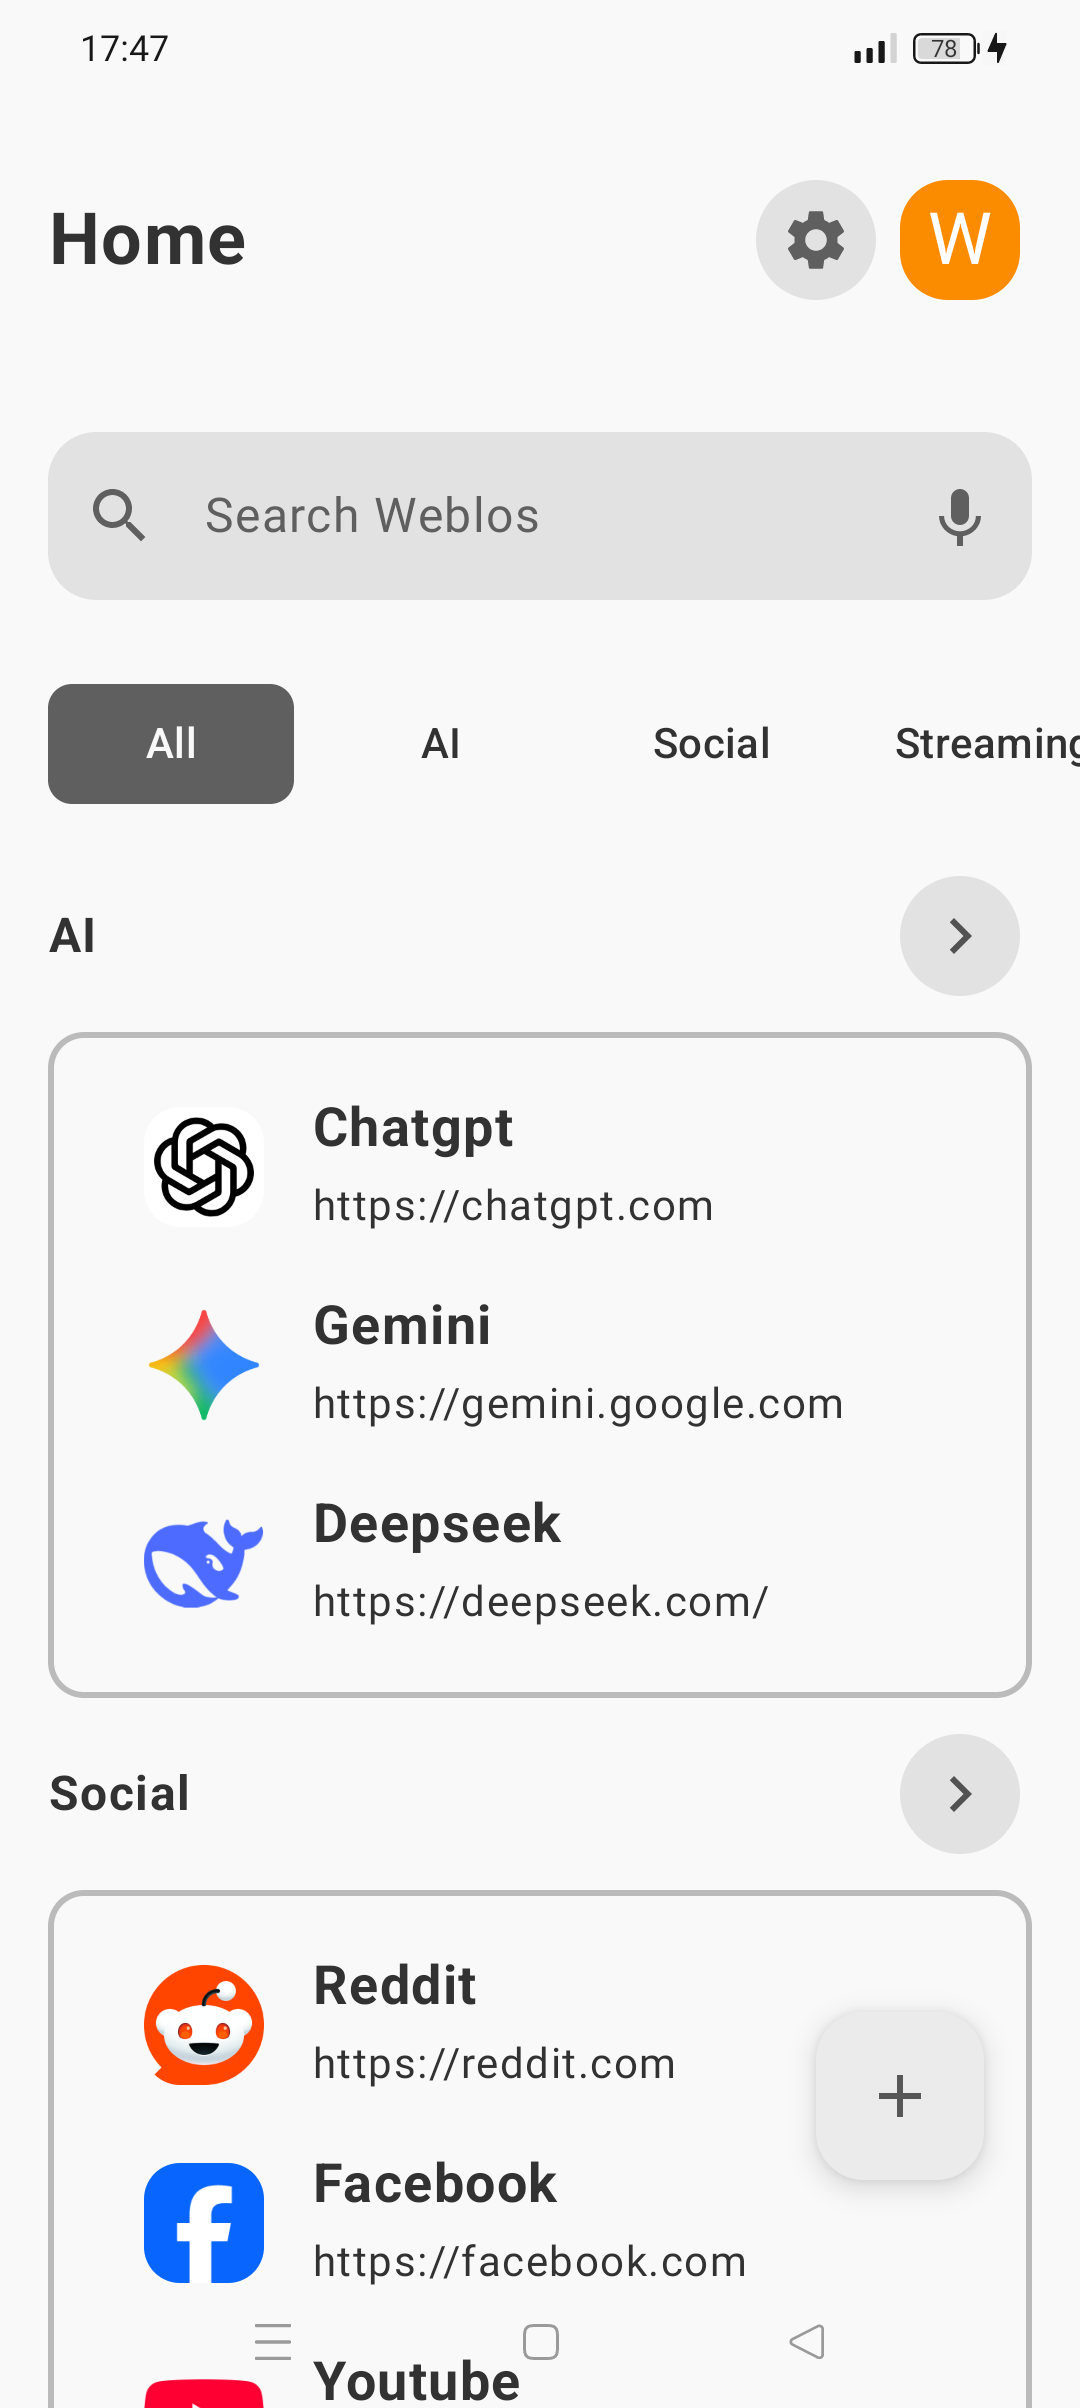 17:47
78
Home
W
Search Weblos
All
AI
Social
Streaming
AI
Chatgpt
https://chatgpt.com
Gemini
https://gemini.google.com
Deepseek
https://deepseek.com/
Social
Reddit
https://reddit.com
Facebook
https://facebook.com
Youtube